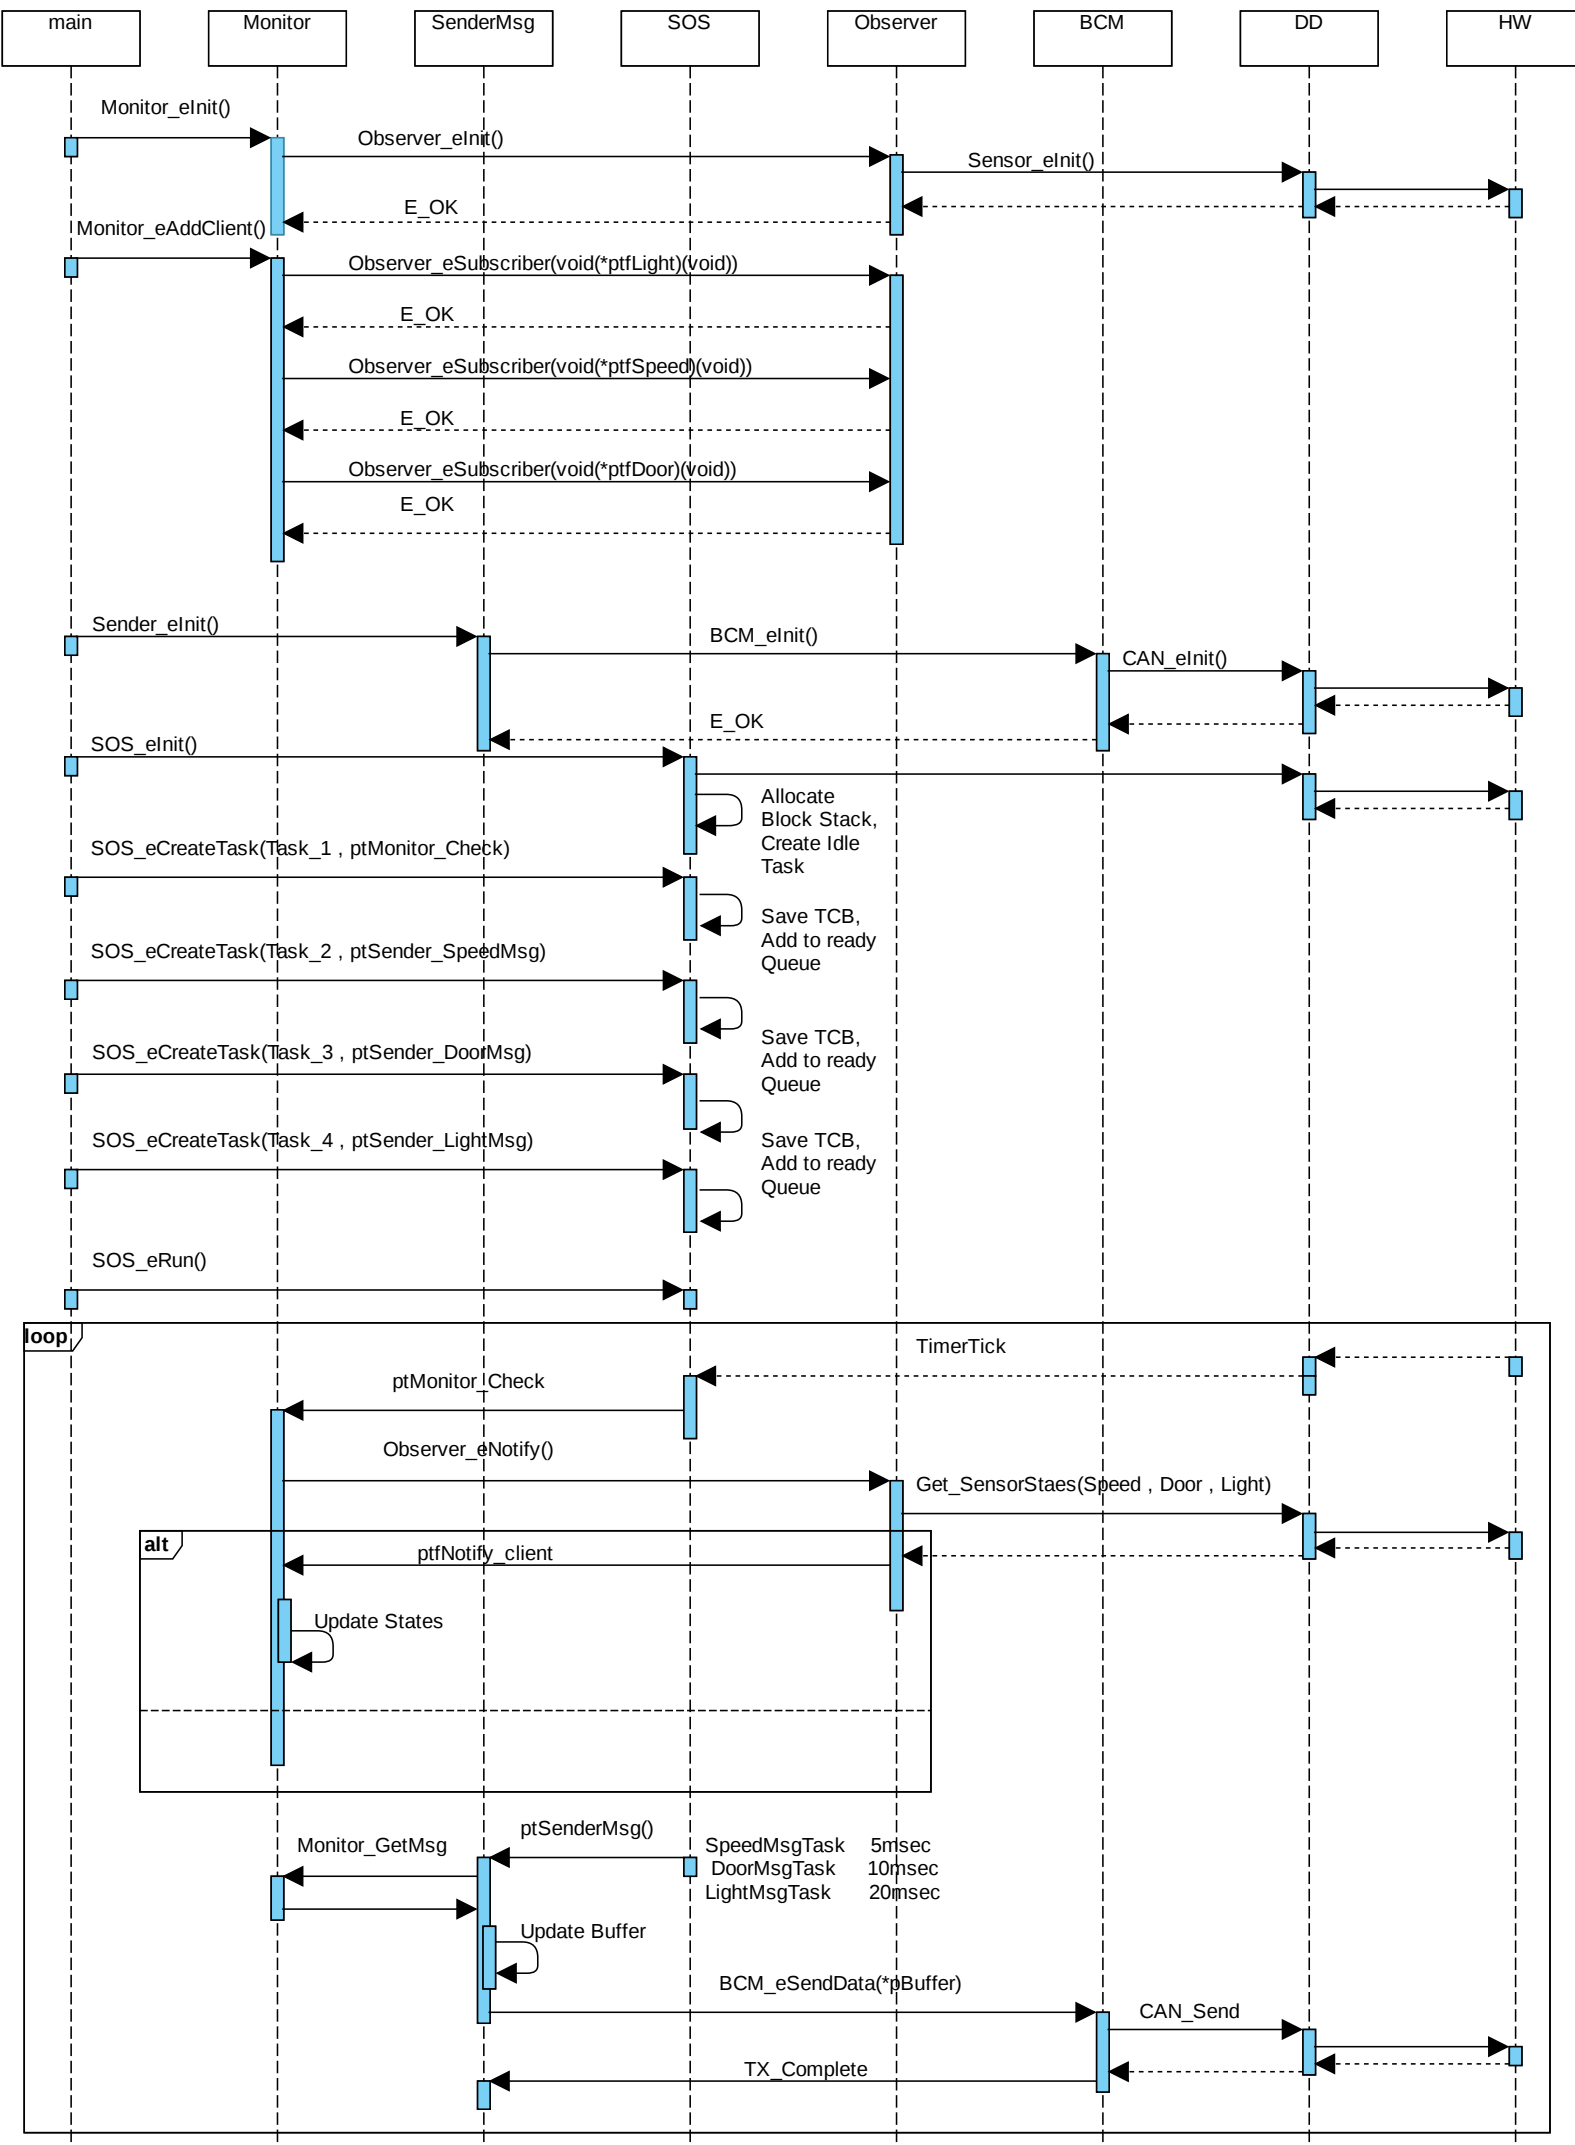 main
Monitor
SenderMsg
SOS
Observer
BCM
DD
HW
Monitor_eInit()
Observer_eInit()
Sensor_eInit()
E_OK
Monitor_eAddClient()
Observer_eSubscriber(void(*ptfLight)(void))
E_OK
Observer_eSubscriber(void(*ptfSpeed)(void))
E_OK
Observer_eSubscriber(void(*ptfDoor)(void))
E_OK
Sender_eInit()
BCM_eInit()
CAN_eInit()
E_OK
SOS_eInit()
Allocate
Block Stack,
Create Idle
Task
SOS_eCreateTask(Task_1 , ptMonitor_Check)
Save TCB,
Add to ready
Queue
SOS_eCreateTask(Task_2 , ptSender_SpeedMsg)
Save TCB,
Add to ready
Queue
SOS_eCreateTask(Task_3 , ptSender_DoorMsg)
SOS_eCreateTask(Task_4 , ptSender_LightMsg)
Save TCB,
Add to ready
Queue
SOS_eRun()
loop
TimerTick
ptMonitor_Check
Observer_eNotify()
Get_SensorStaes(Speed , Door , Light)
alt
ptfNotify_client
Update States
ptSenderMsg()
Monitor_GetMsg
SpeedMsgTask 5msec
DoorMsgTask 10msec
LightMsgTask 20msec
Update Buffer
BCM_eSendData(*pBuffer)
CAN_Send
TX_Complete